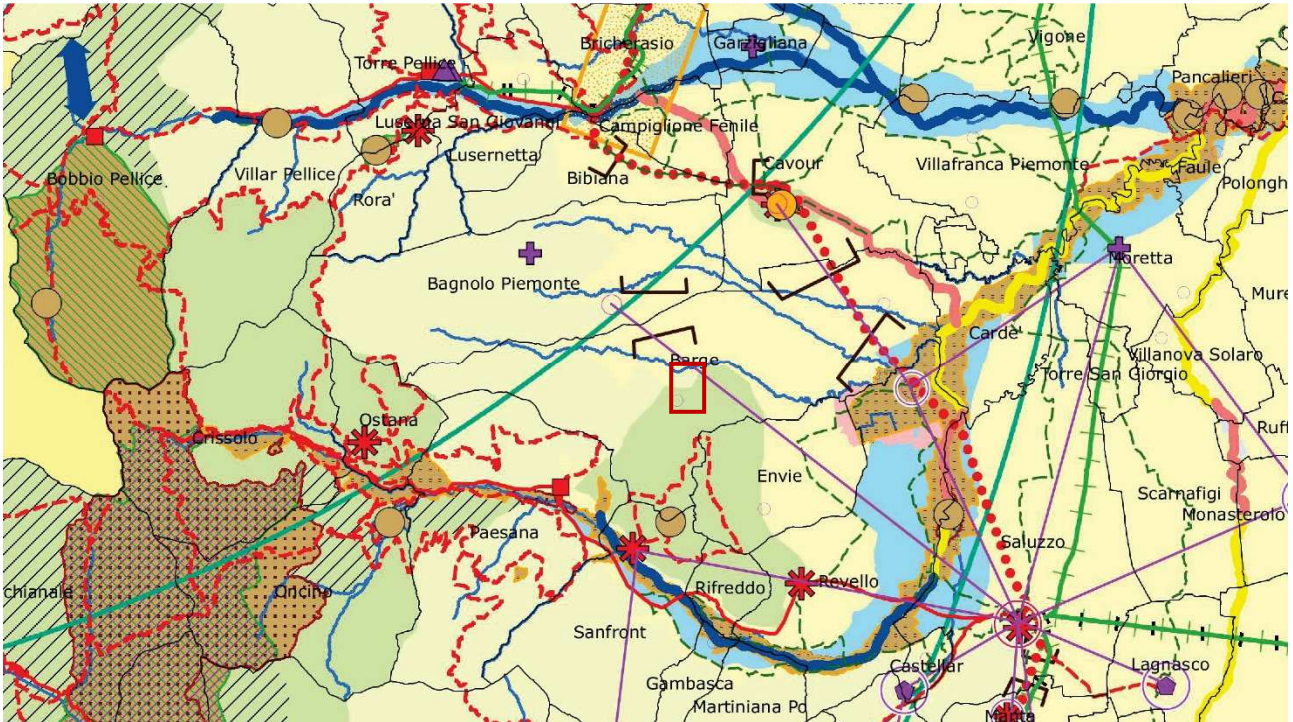 Bricherasio
Garzigliana
Vigone
Torre Pellice
Pancalieri
Luserna San Giovanni
Campiglione Fenile
Lusernetta
Cavour
Villafranca Piemonte
Faule
Bobbio Pellice
Villar Pellice
Bibiana
Polongh
Rora'
Moretta
Bagnolo Piemonte
Mure
Cardè
Barge
Villanova Solaro
Torre San Giorgio
Ostana
Crissolo
Ruff
Envie
Scarnafigi
Monasterolo
Paesana
Saluzzo
chianale
Oncino
Rifreddo
Revello
Sanfront
Castellar
Lagnasco
Gambasca
Martiniana Po
Manta